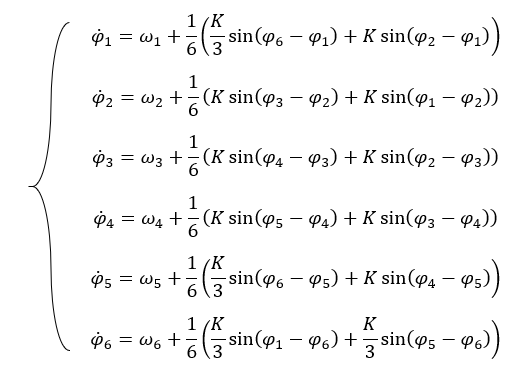 φ̇₁ = ω₁ + 1/6 (K/3 sin(φ₆ − φ₁) + K sin(φ₂ − φ₁))
φ̇₂ = ω₂ + 1/6 (K sin(φ₃ − φ₂) + K sin(φ₁ − φ₂))
φ̇₃ = ω₃ + 1/6 (K sin(φ₄ − φ₃) + K sin(φ₂ − φ₃))
φ̇₄ = ω₄ + 1/6 (K sin(φ₅ − φ₄) + K sin(φ₃ − φ₄))
φ̇₅ = ω₅ + 1/6 (K/3 sin(φ₆ − φ₅) + K sin(φ₄ − φ₅))
φ̇₆ = ω₆ + 1/6 (K/3 sin(φ₁ − φ₆) + K/3 sin(φ₅ − φ₆))